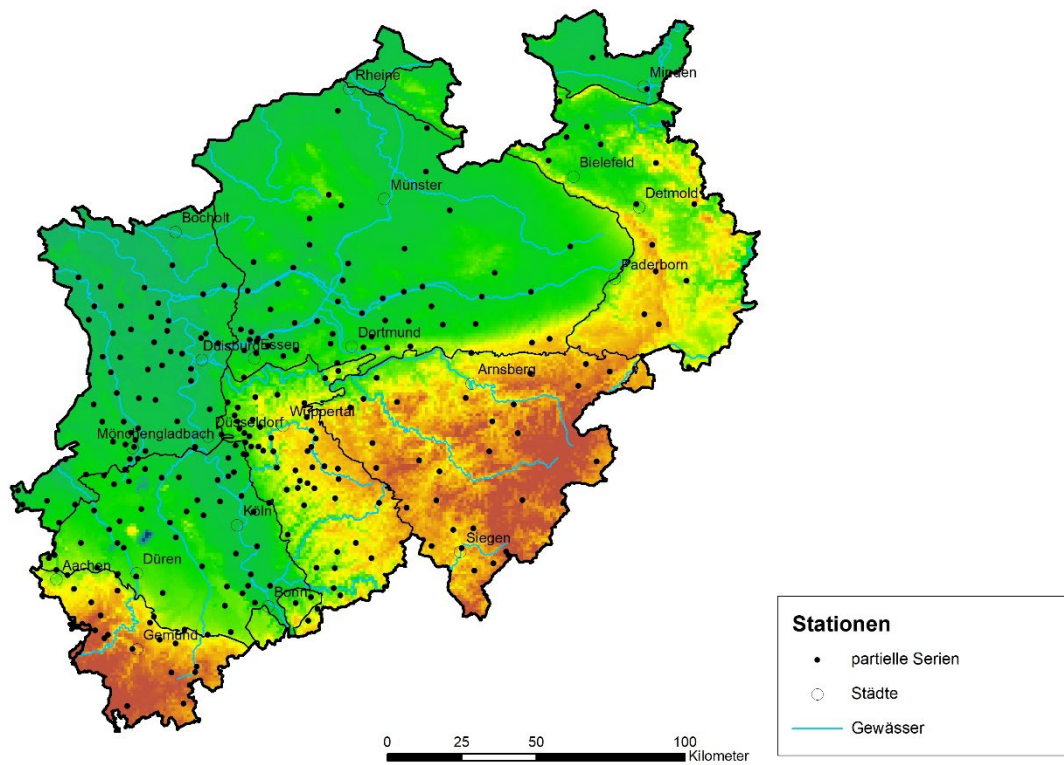 Rheine
Minden
Bielefeld
Münster
Detmold
Bocholt
Paderborn
Dortmund
Duisburg
Essen
Arnsberg
Wuppertal
Düsseldorf
Mönchengladbach
Köln
Siegen
Düren
Aachen
Bonn
Gemünd
Stationen
partielle Serien
Städte
Gewässer
0 25 50 100
Kilometer